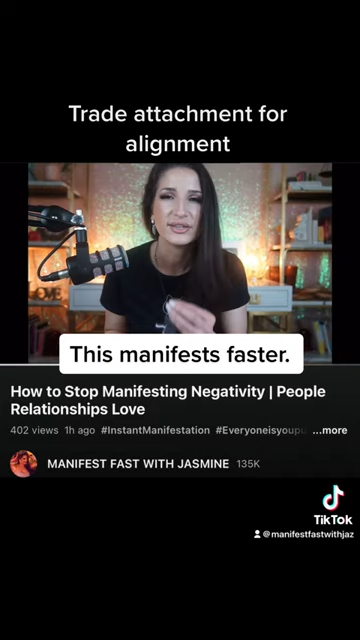 Trade attachment for
alignment
This manifests faster.
How to Stop Manifesting Negativity | People
Relationships Love
402 views 1h ago #InstantManifestation #Everyoneisyoupu ...more
MANIFEST FAST WITH JASMINE 135K
TikTok
@manifestfastwithjaz